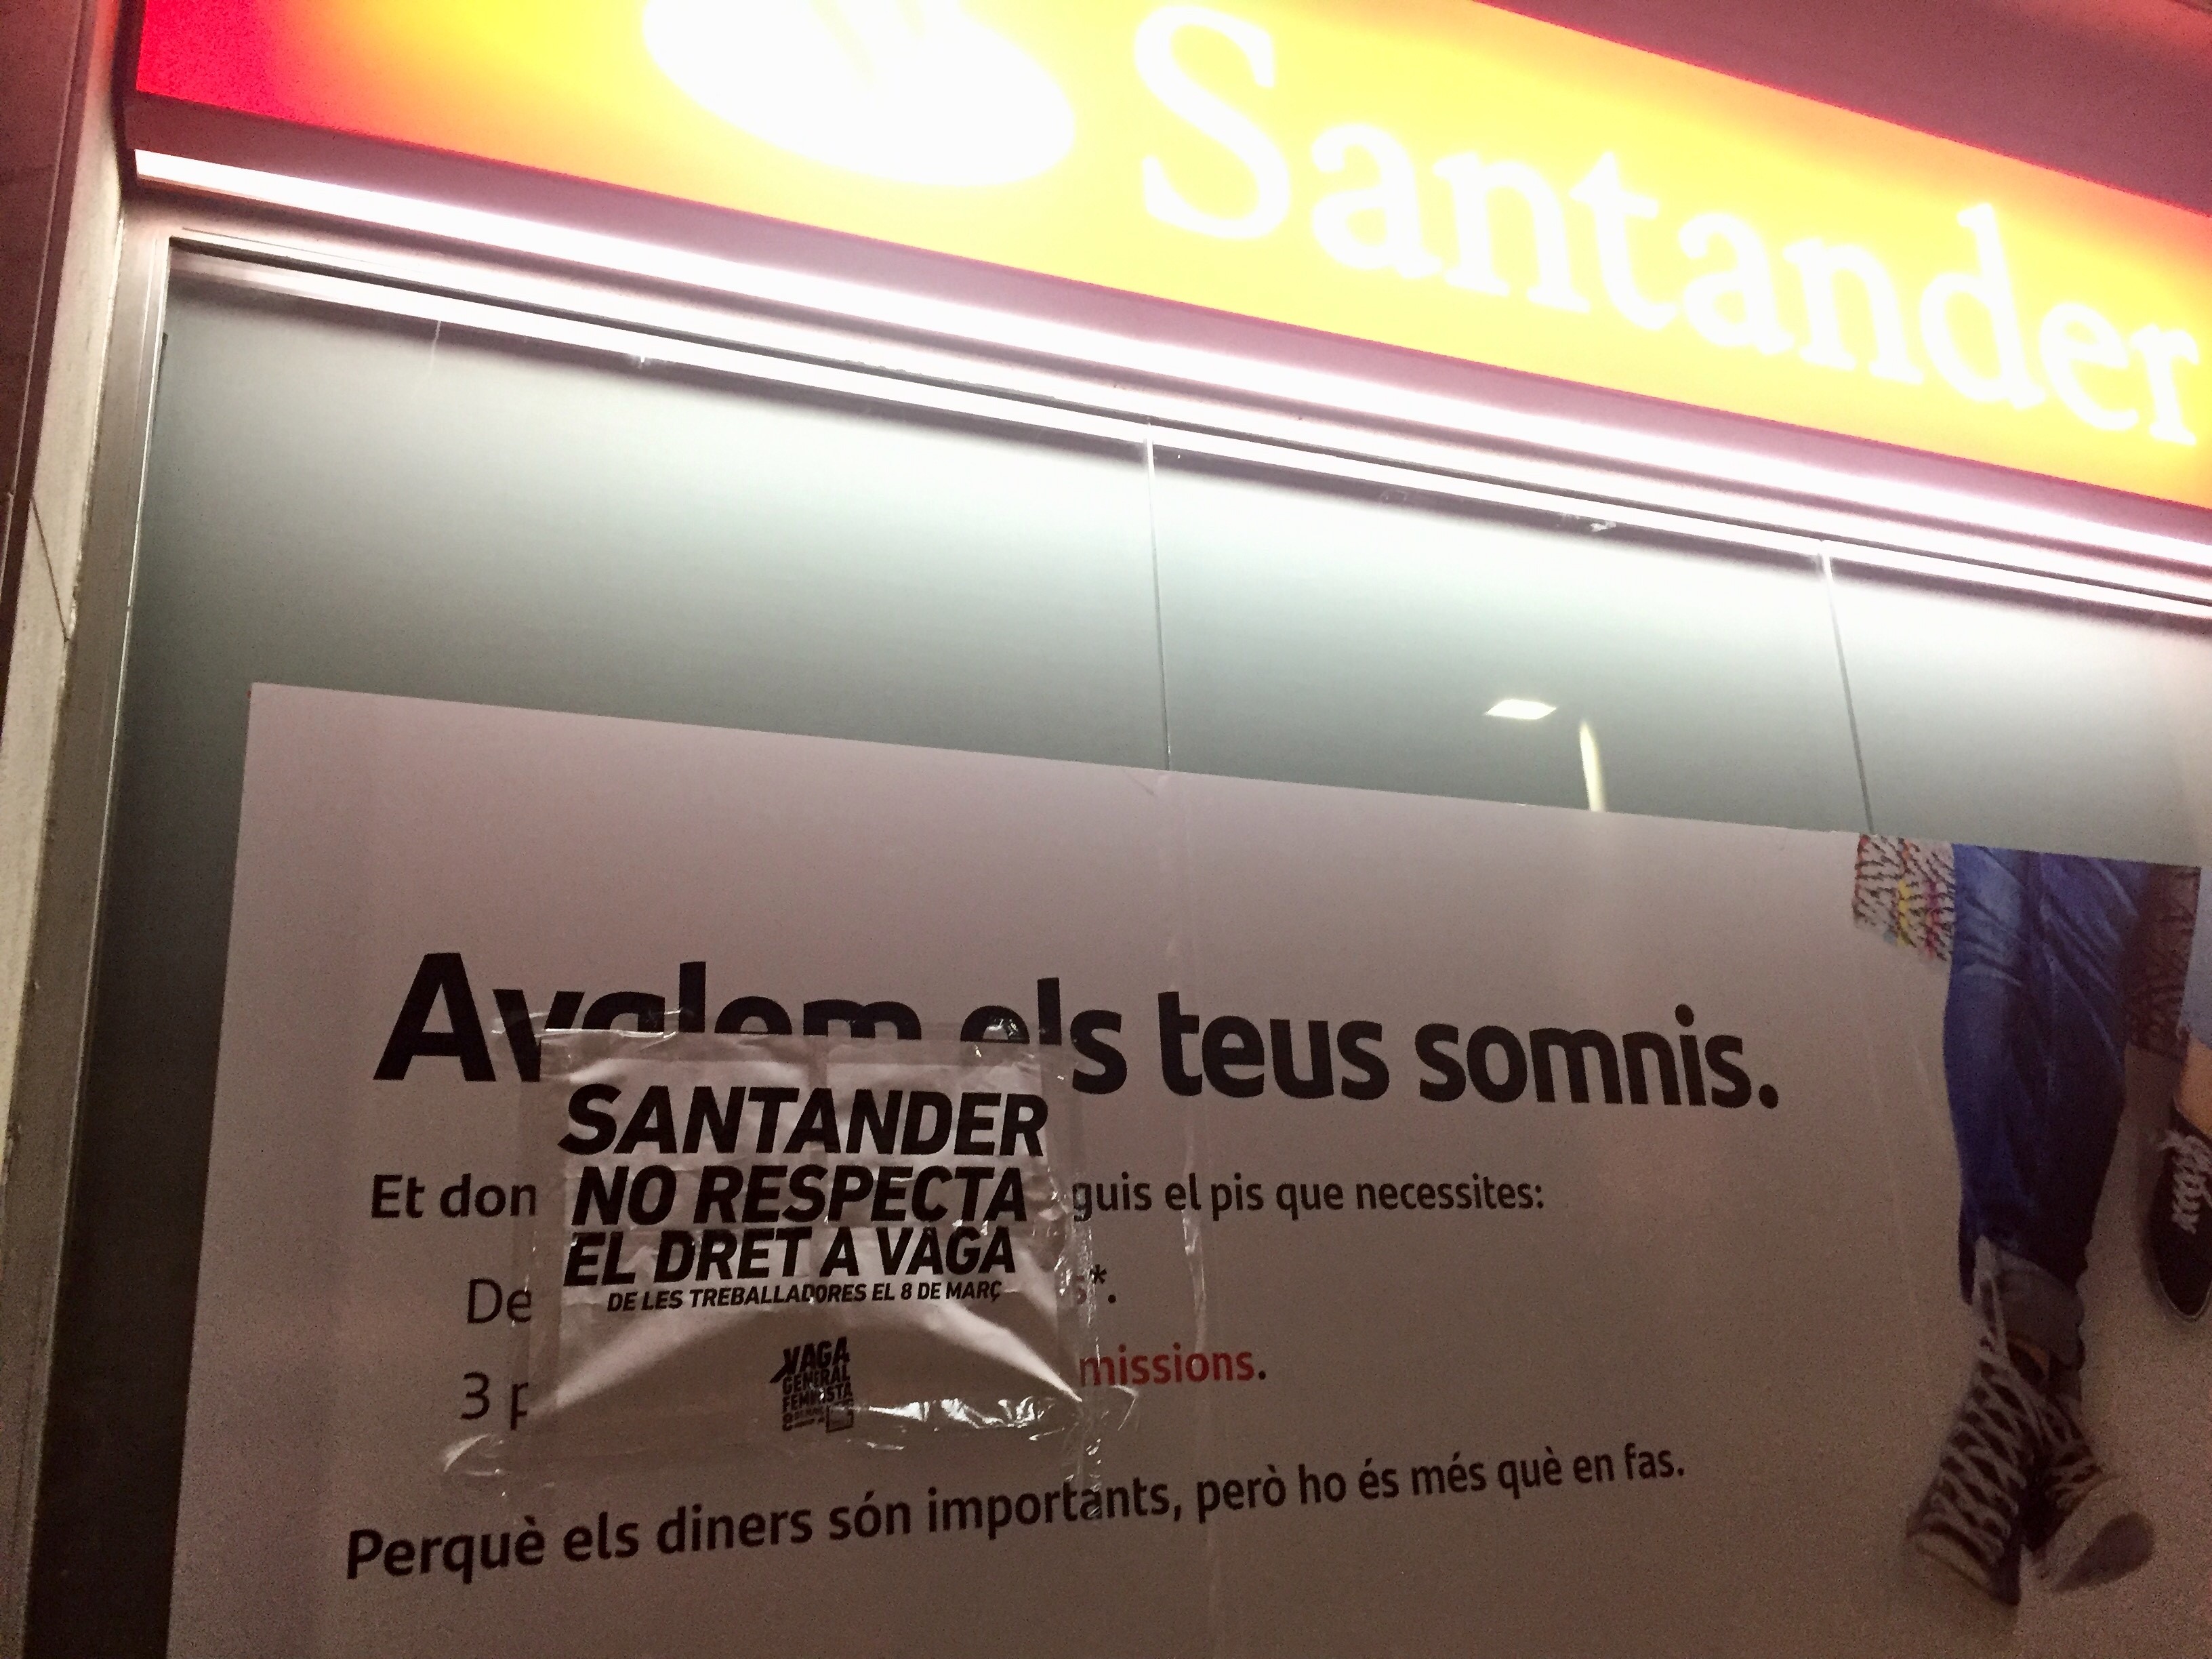 Santander
Avalem els teus somnis.
SANTANDER
NO RESPECTA
EL DRET A VAGA
DE LES TREBALLADORES EL 8 DE MARÇ
VAGA
GENERAL
FEMINISTA
8
Et don guis el pis que necessites:
De s*.
3 p missions.
Perquè els diners són importants, però ho és més què en fas.